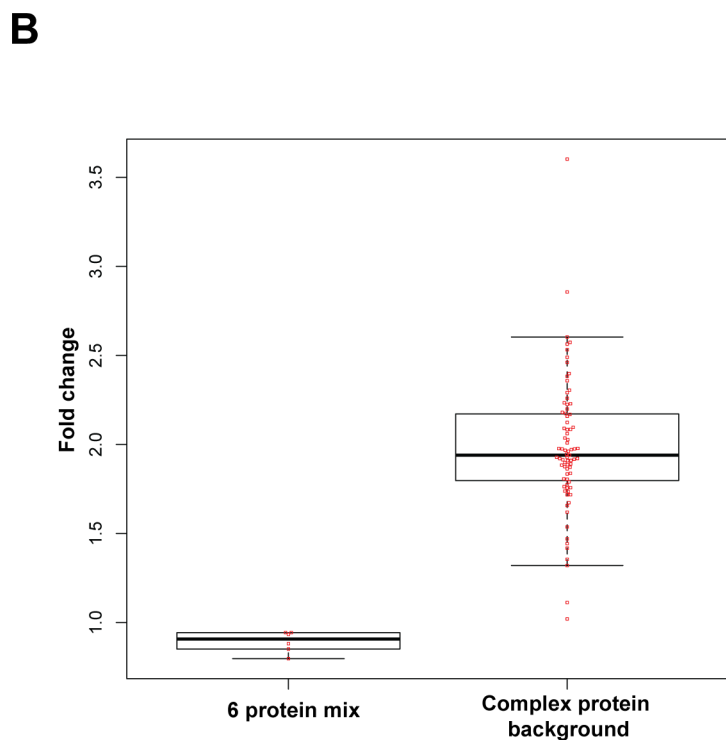 B
Fold change
3.5
3.0
2.5
2.0
1.5
1.0
6 protein mix
Complex protein
background